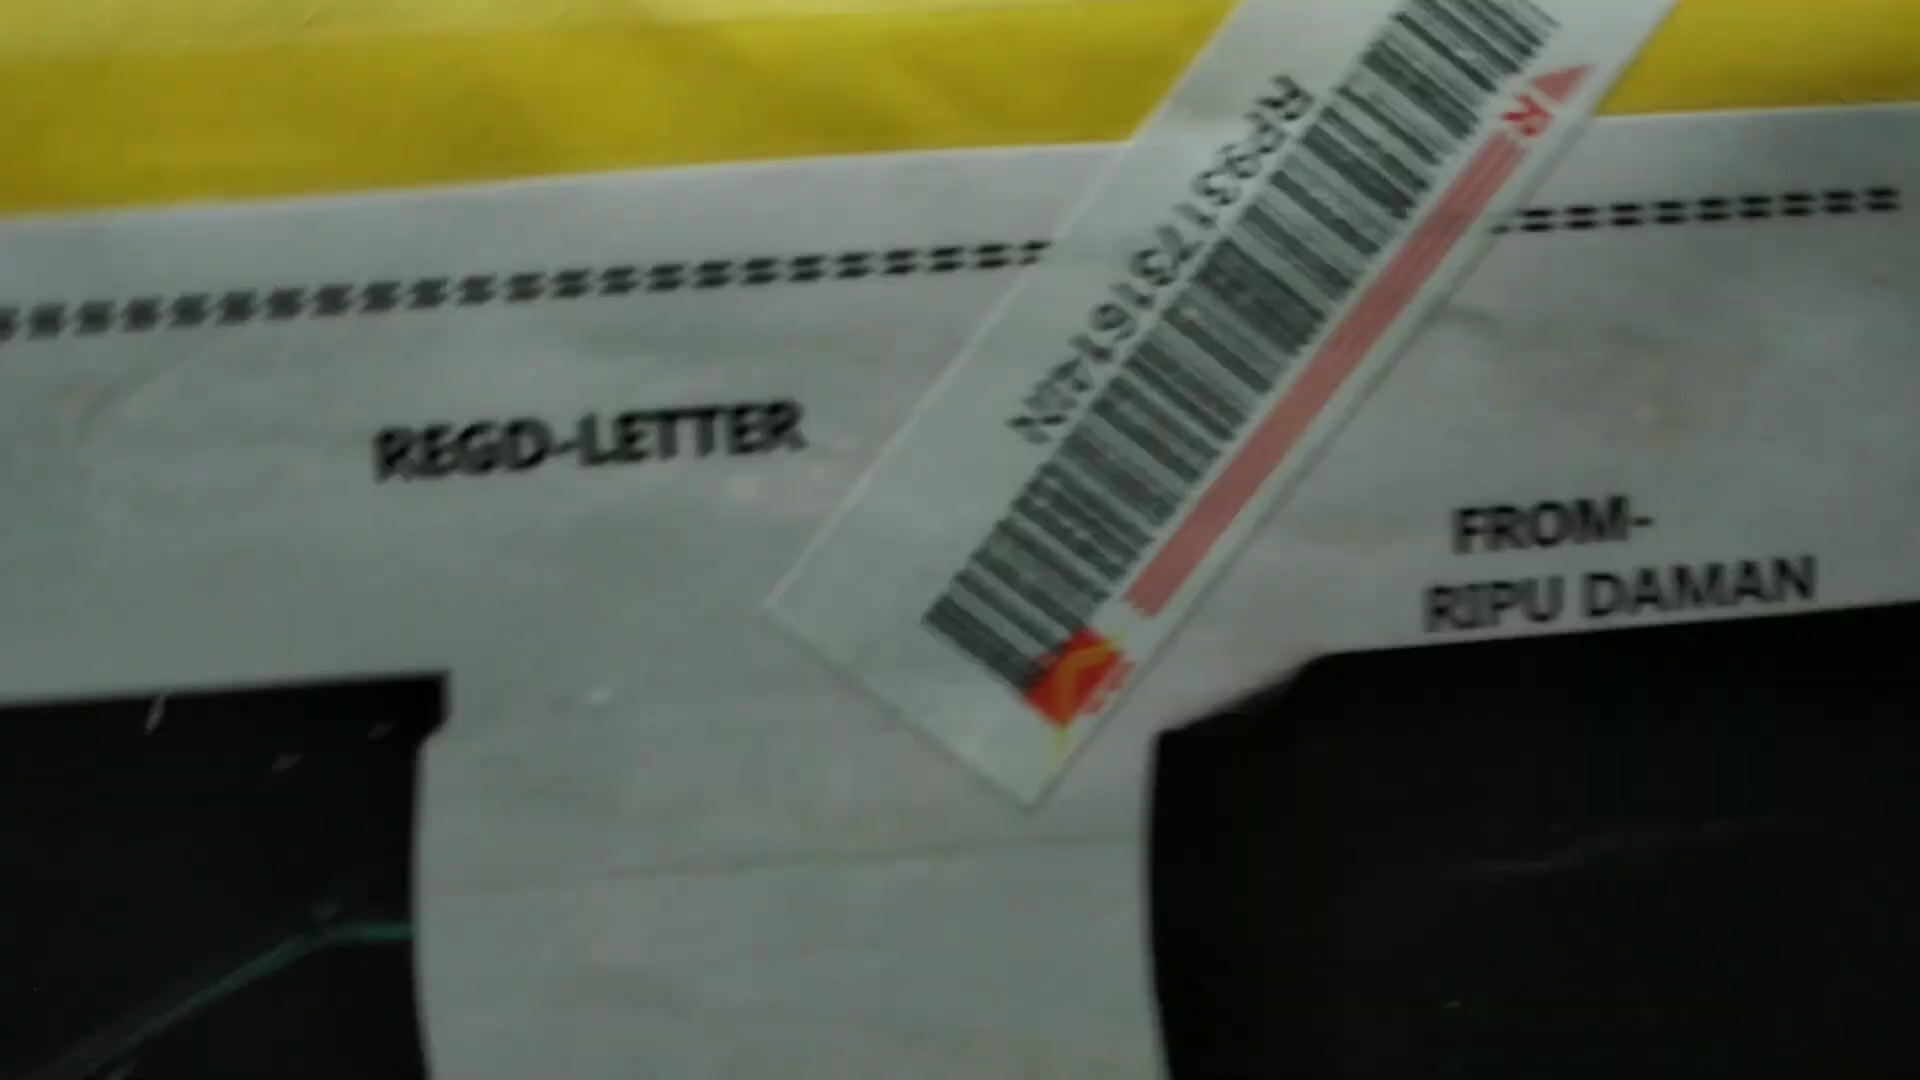 R
REGD-LETTER
FROM-
RIPU DAMAN